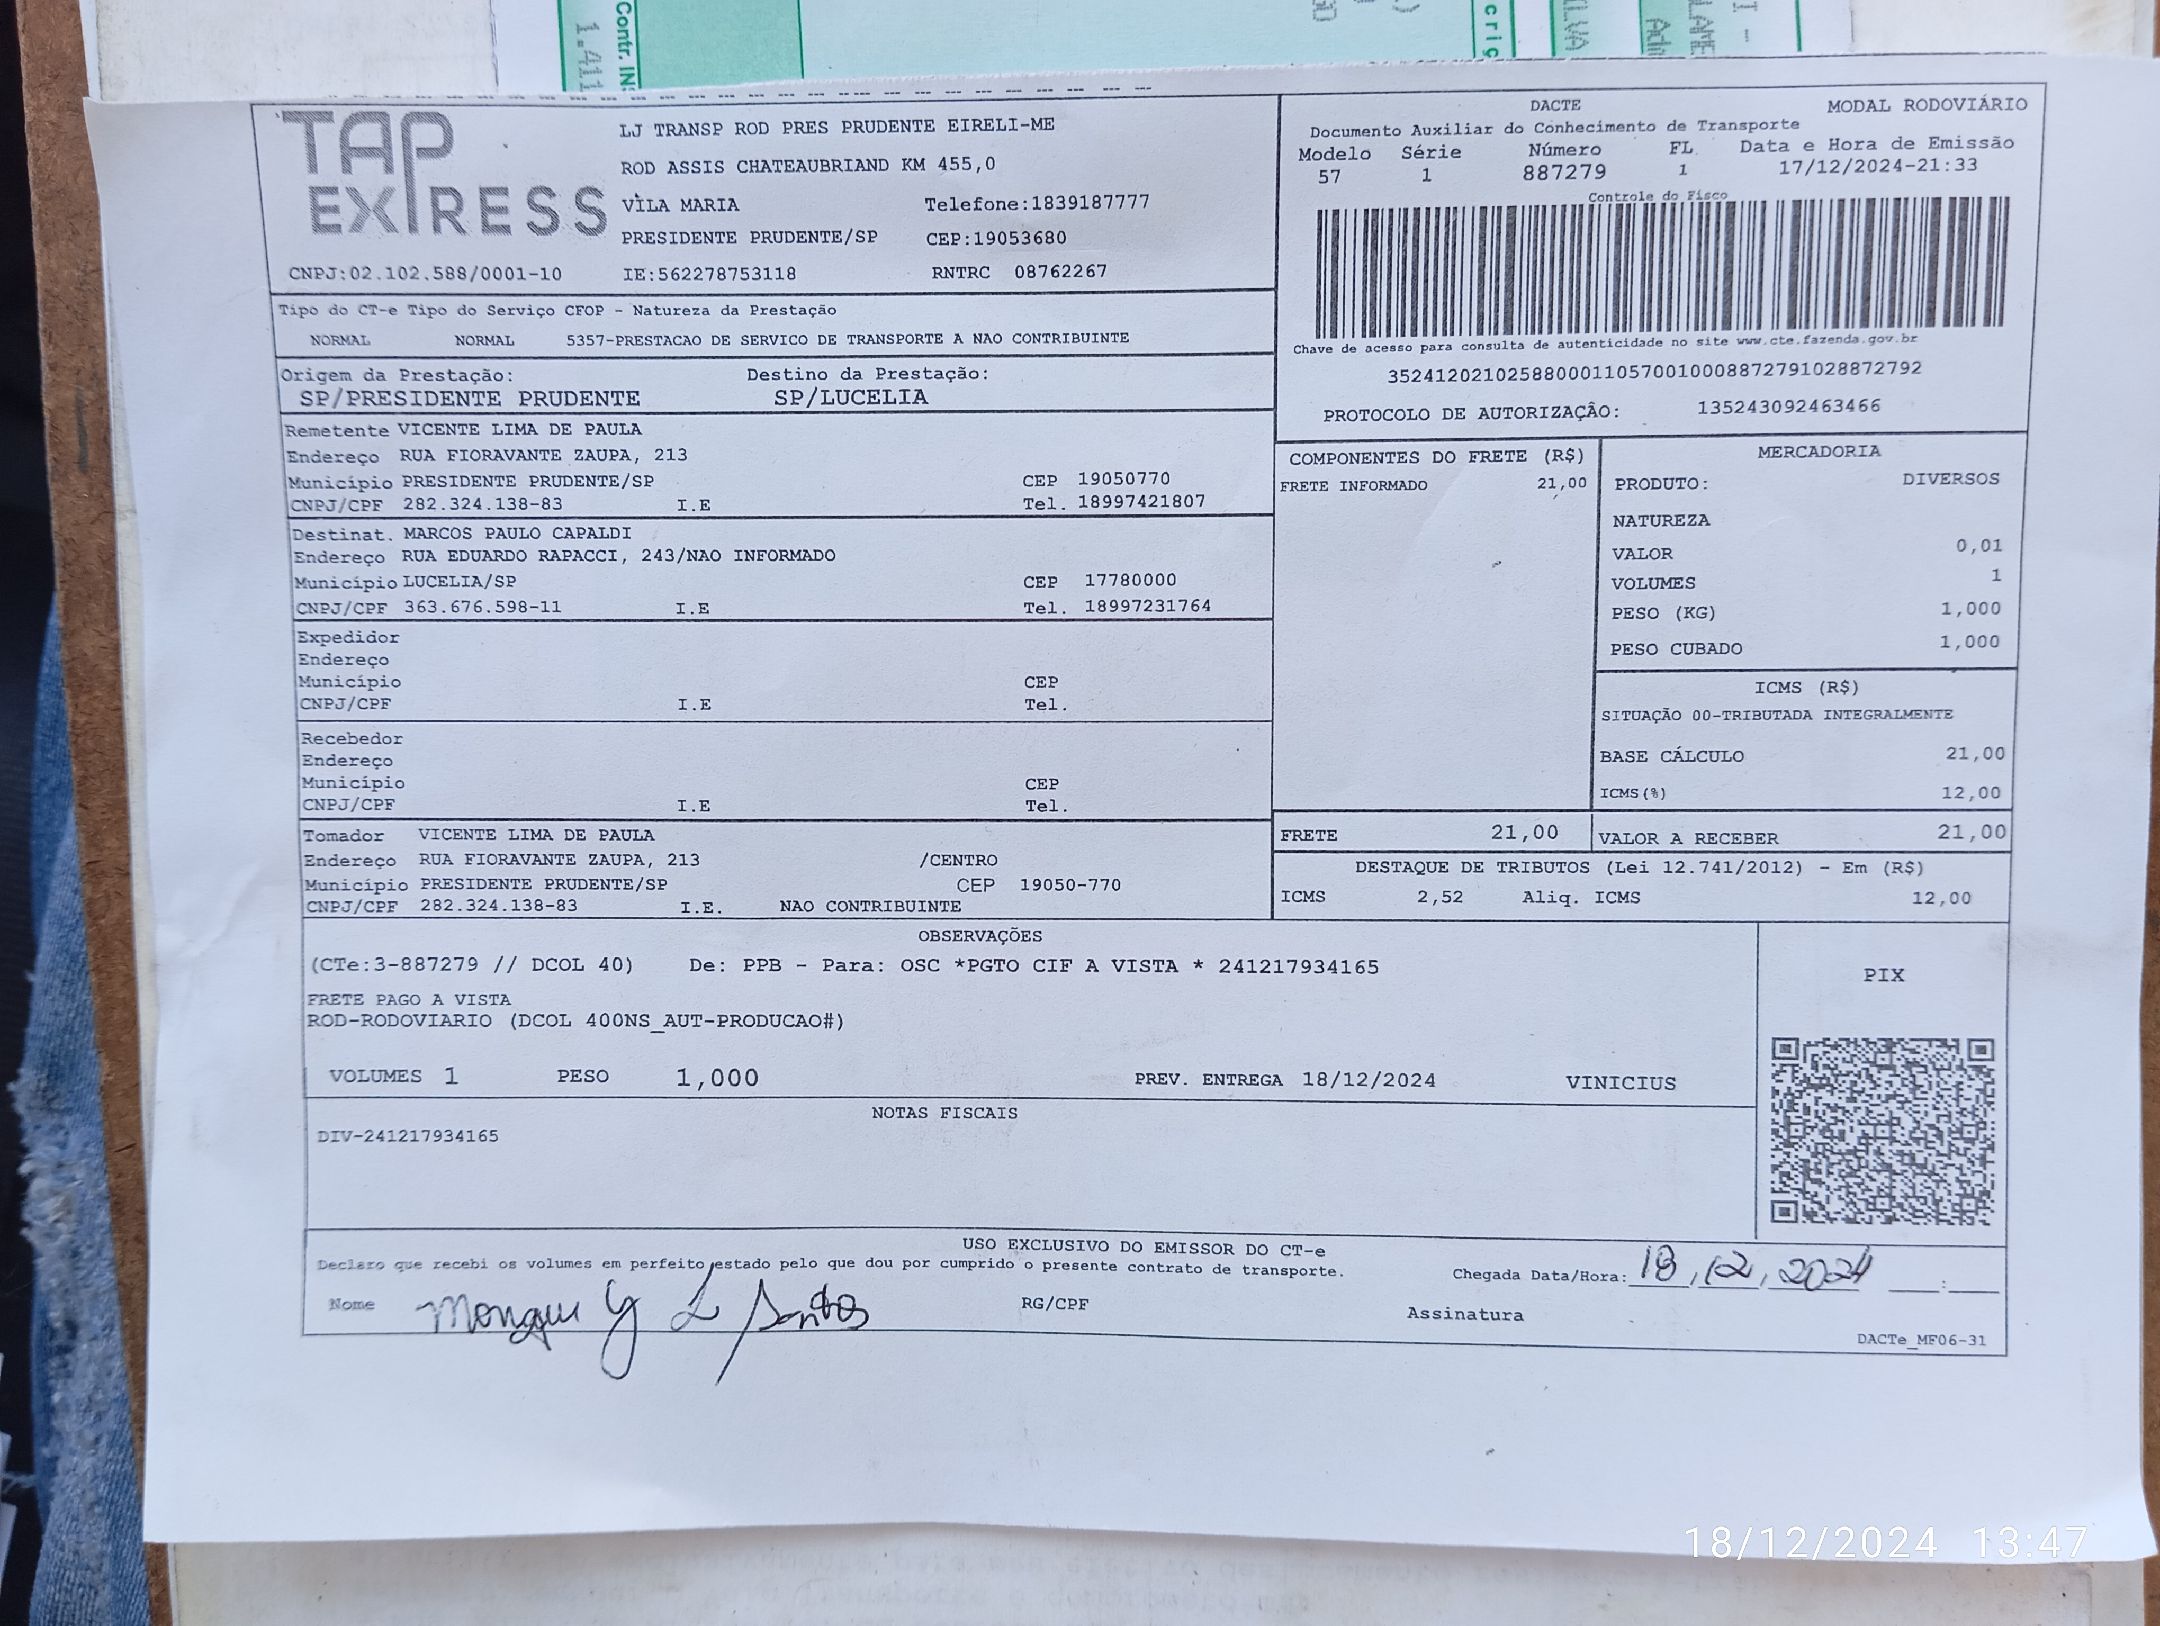 Contr. IN
1.411
TAP EXPRESS
LJ TRANSP ROD PRES PRUDENTE EIRELI-ME
ROD ASSIS CHATEAUBRIAND KM 455,0
VILA MARIA Telefone:1839187777
PRESIDENTE PRUDENTE/SP CEP:19053680
CNPJ:02.102.588/0001-10 IE:562278753118 RNTRC 08762267
DACTE MODAL RODOVIÁRIO
Documento Auxiliar do Conhecimento de Transporte
Modelo Série Número FL Data e Hora de Emissão
57 1 887279 1 17/12/2024-21:33
Controle do Fisco
Chave de acesso para consulta de autenticidade no site www.cte.fazenda.gov.br
35241202102588000110570010008872791028872792
PROTOCOLO DE AUTORIZAÇÃO: 135243092463466
Tipo do CT-e Tipo do Serviço CFOP - Natureza da Prestação
NORMAL NORMAL 5357-PRESTACAO DE SERVICO DE TRANSPORTE A NAO CONTRIBUINTE
Origem da Prestação: Destino da Prestação:
SP/PRESIDENTE PRUDENTE SP/LUCELIA
Remetente VICENTE LIMA DE PAULA
Endereço RUA FIORAVANTE ZAUPA, 213
Município PRESIDENTE PRUDENTE/SP CEP 19050770
CNPJ/CPF 282.324.138-83 I.E Tel. 18997421807
Destinat. MARCOS PAULO CAPALDI
Endereço RUA EDUARDO RAPACCI, 243/NAO INFORMADO
Município LUCELIA/SP CEP 17780000
CNPJ/CPF 363.676.598-11 I.E Tel. 18997231764
Expedidor
Endereço
Município CEP
CNPJ/CPF I.E Tel.
Recebedor
Endereço
Município CEP
CNPJ/CPF I.E Tel.
Tomador VICENTE LIMA DE PAULA
Endereço RUA FIORAVANTE ZAUPA, 213 /CENTRO
Município PRESIDENTE PRUDENTE/SP CEP 19050-770
CNPJ/CPF 282.324.138-83 I.E. NAO CONTRIBUINTE
COMPONENTES DO FRETE (R$)
FRETE INFORMADO 21,00
MERCADORIA
PRODUTO: DIVERSOS
NATUREZA
VALOR 0,01
VOLUMES 1
PESO (KG) 1,000
PESO CUBADO 1,000
ICMS (R$)
SITUAÇÃO 00-TRIBUTADA INTEGRALMENTE
BASE CÁLCULO 21,00
ICMS(%) 12,00
FRETE 21,00 VALOR A RECEBER 21,00
DESTAQUE DE TRIBUTOS (Lei 12.741/2012) - Em (R$)
ICMS 2,52 Aliq. ICMS 12,00
OBSERVAÇÕES
(CTe:3-887279 // DCOL 40) De: PPB - Para: OSC *PGTO CIF A VISTA * 241217934165
FRETE PAGO A VISTA
ROD-RODOVIARIO (DCOL 400NS_AUT-PRODUCAO#)
VOLUMES 1 PESO 1,000 PREV. ENTREGA 18/12/2024 VINICIUS
PIX
NOTAS FISCAIS
DIV-241217934165
USO EXCLUSIVO DO EMISSOR DO CT-e
Declaro que recebi os volumes em perfeito estado pelo que dou por cumprido o presente contrato de transporte.
Chegada Data/Hora: 18,12,2024 :
Nome RG/CPF Assinatura
DACTe_MF06-31
18/12/2024 13:47